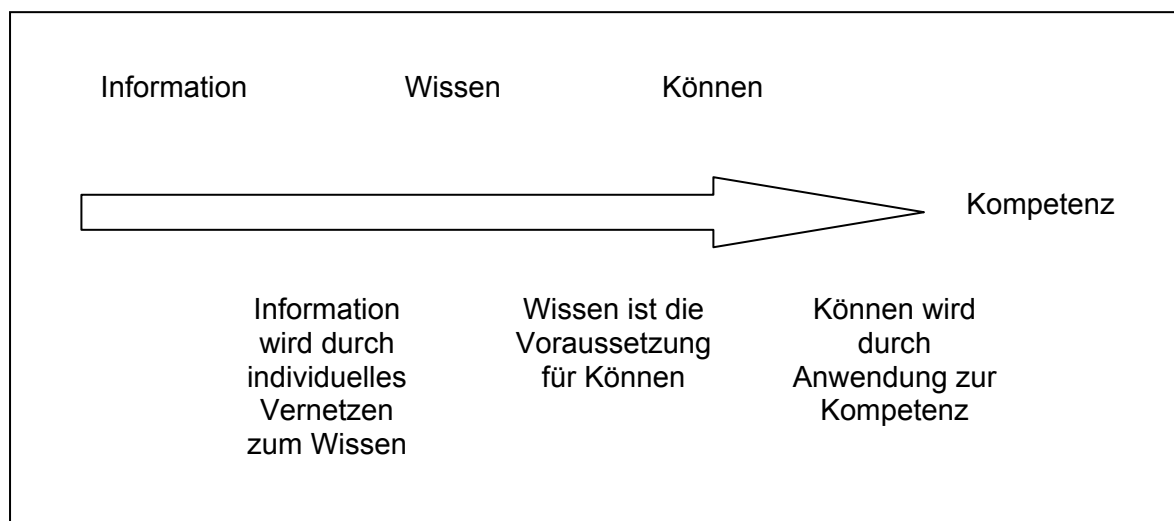 Information Wissen Können
Kompetenz
Information
wird durch
individuelles
Vernetzen
zum Wissen
Wissen ist die
Voraussetzung
für Können
Können wird
durch
Anwendung zur
Kompetenz